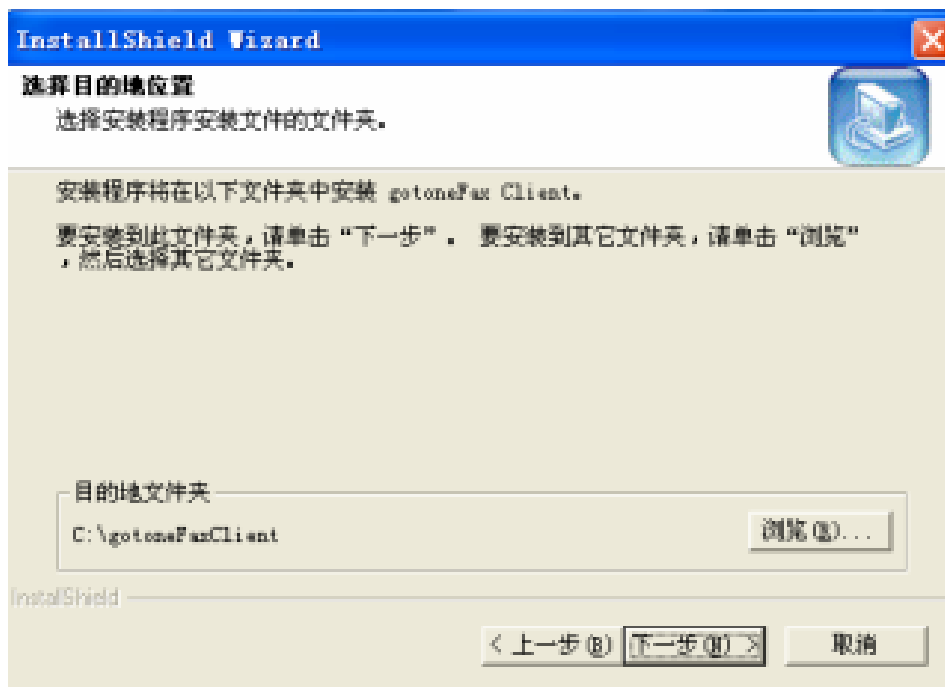 InstallShield Wizard
选择目的地位置
选择安装程序安装文件的文件夹。
安装程序将在以下文件夹中安装 gotoneFax Client。
要安装到此文件夹，请单击“下一步”。 要安装到其它文件夹，请单击“浏览”
，然后选择其它文件夹。
目的地文件夹
C:\gotoneFaxClient
浏览(R)...
InstallShield
< 上一步(B)
下一步(N) >
取消